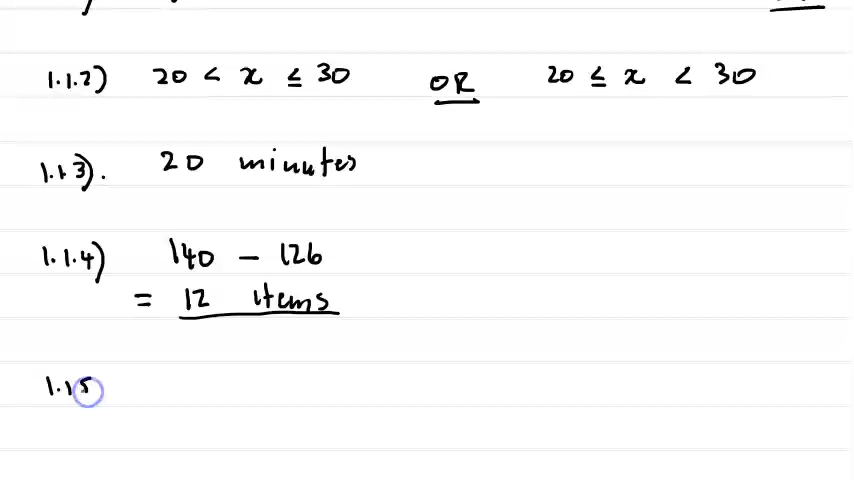 1.1.2) 20 < x ≤ 30 OR 20 ≤ x < 30
1.1.3). 20 minutes
1.1.4) 140 - 126
= 12 items
1.1.5